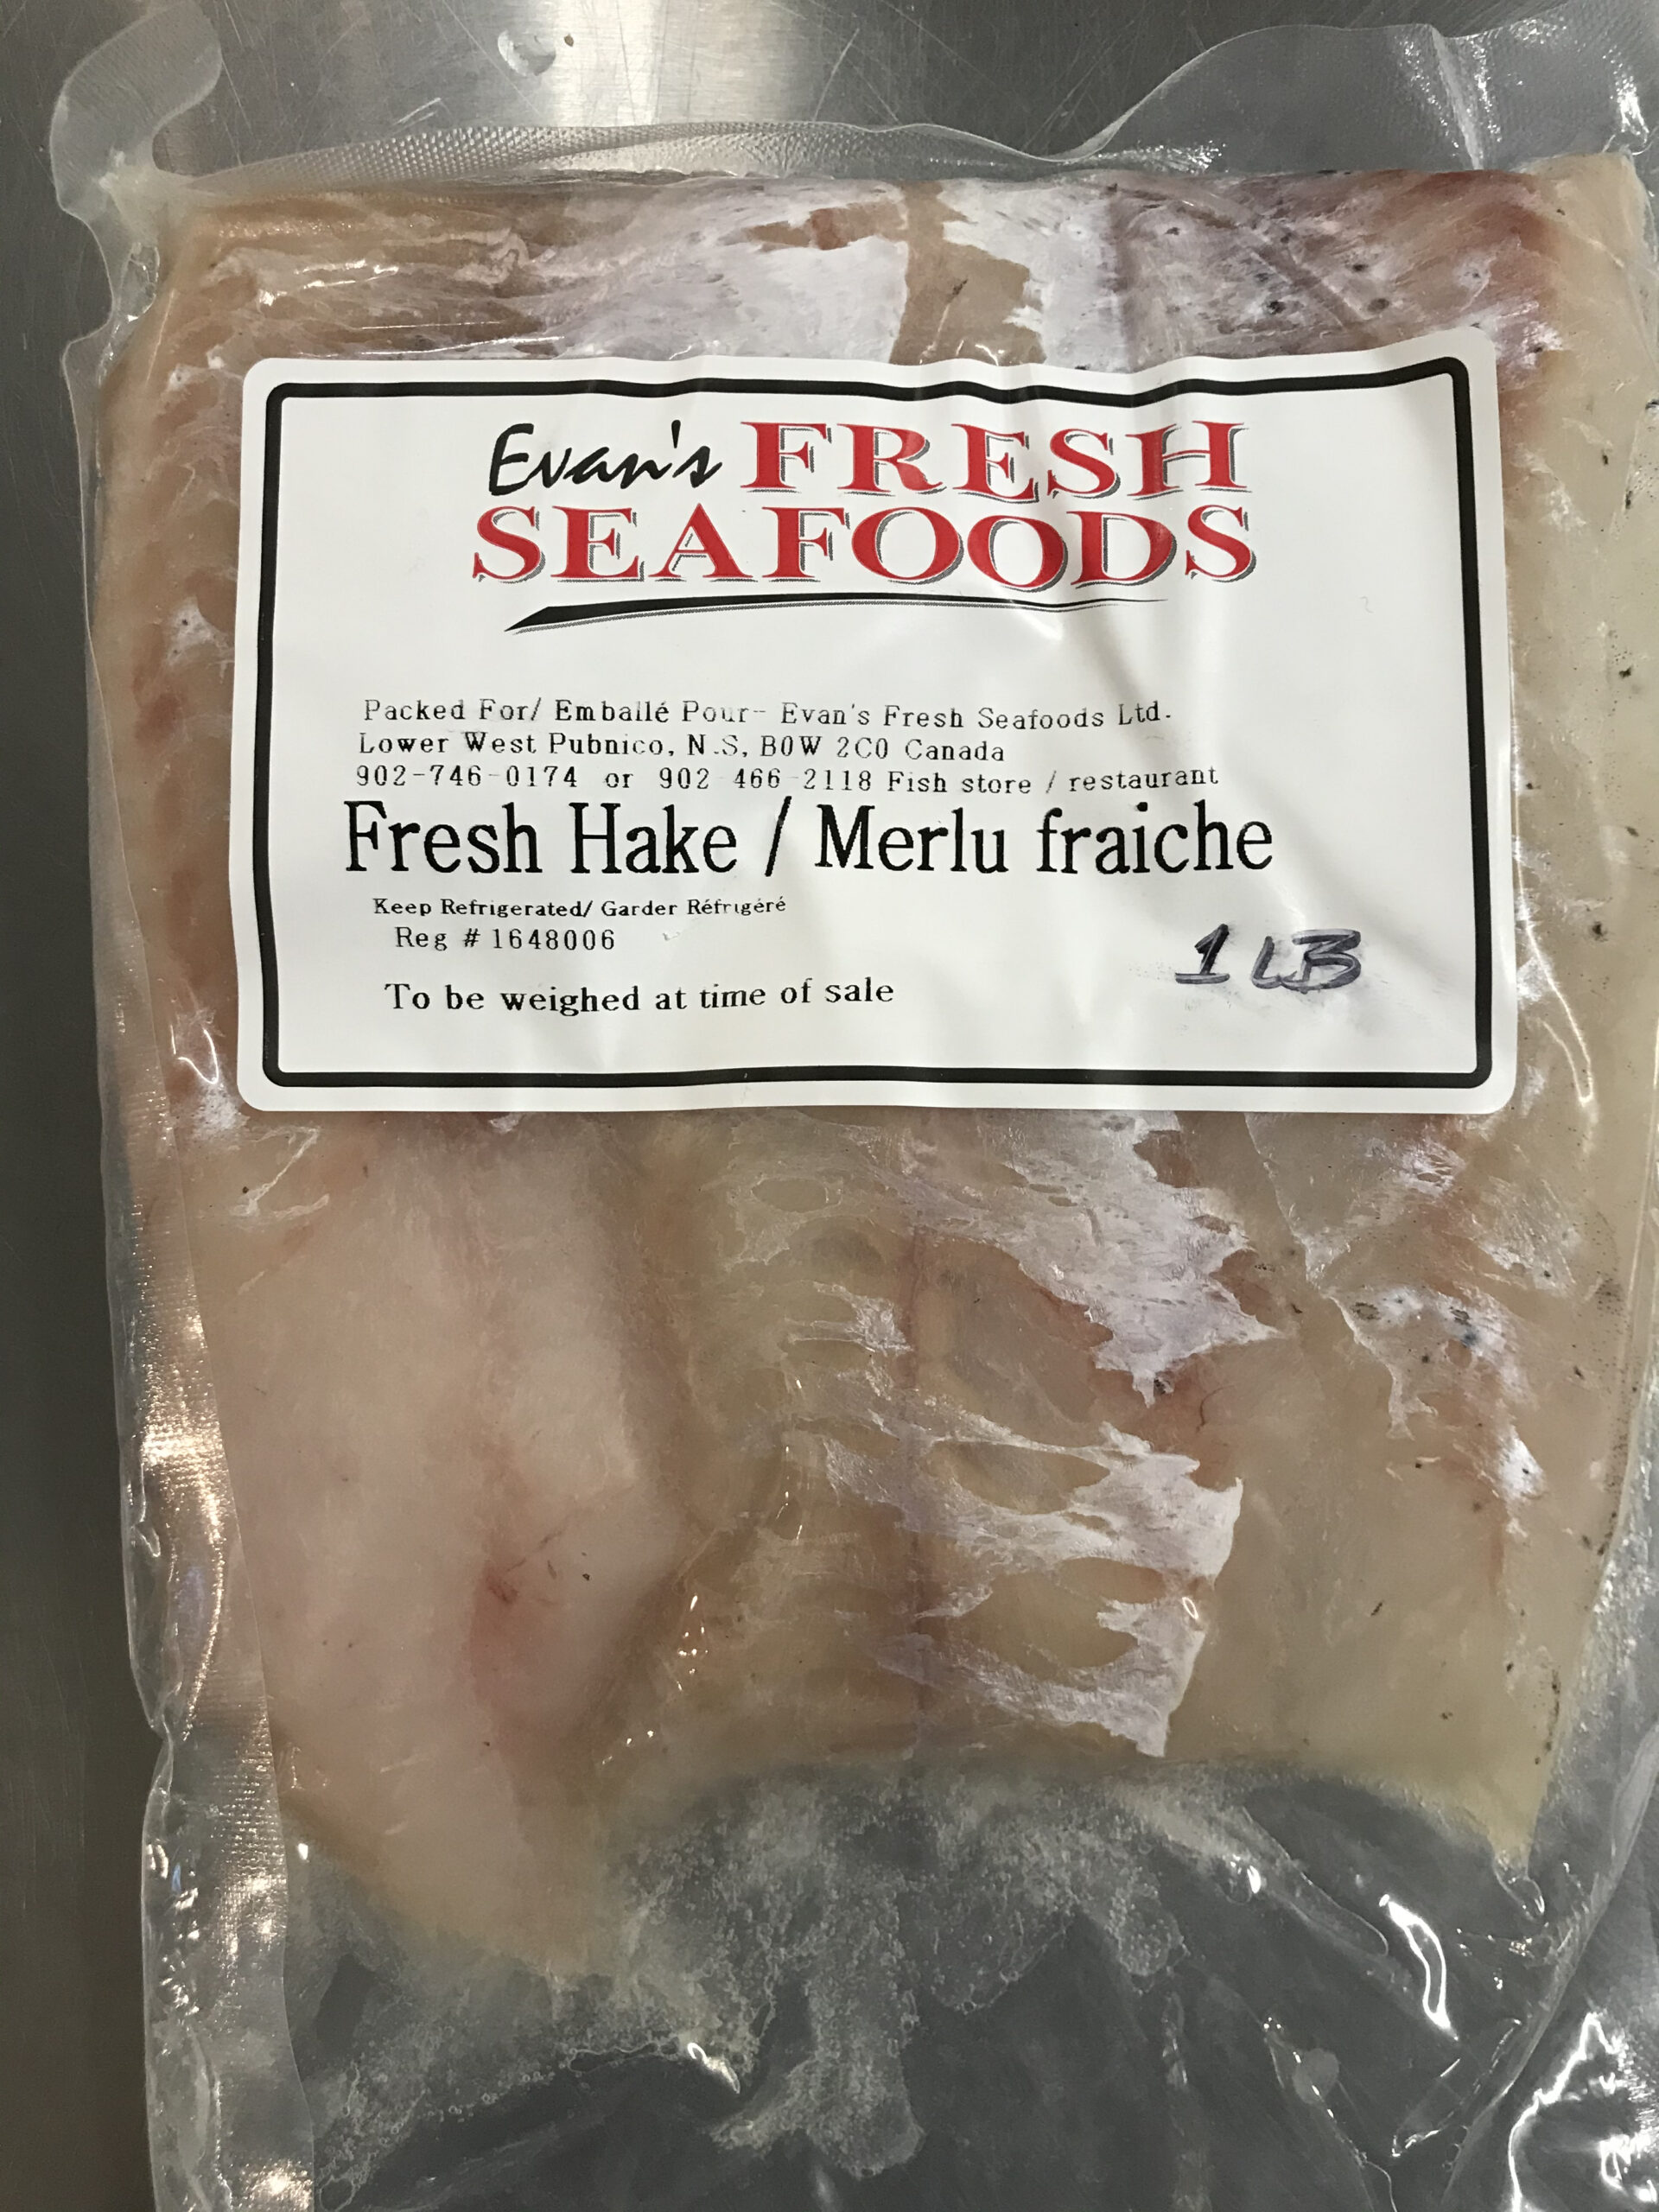 Evan's FRESH
SEAFOODS
Packed For/ Emballé Pour- Evan's Fresh Seafoods Ltd.
Lower West Pubnico, N.S, B0W 2C0 Canada
902-746-0174 or 902-466-2118 Fish store / restaurant
Fresh Hake / Merlu fraiche
Keep Refrigerated/ Garder Réfrigéré
Reg # 1648006
1 LB
To be weighed at time of sale